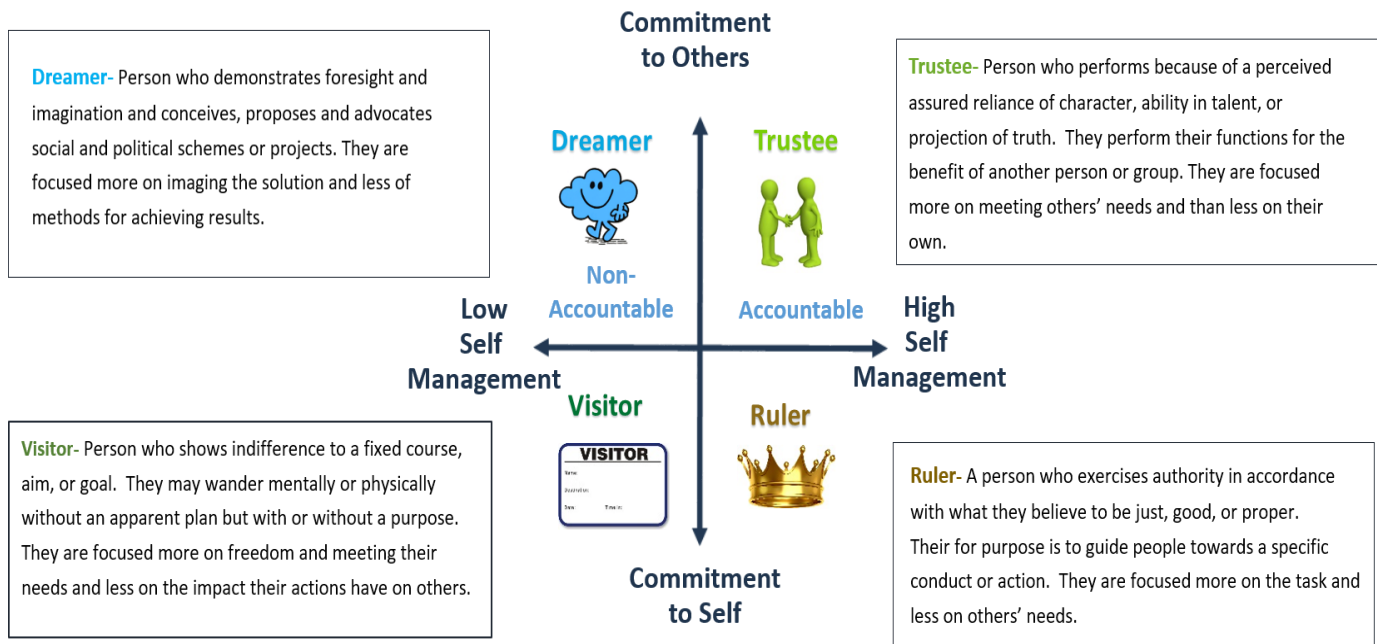 Commitment
to Others
Dreamer- Person who demonstrates foresight and
imagination and conceives, proposes and advocates
social and political schemes or projects. They are
focused more on imaging the solution and less of
methods for achieving results.
Trustee- Person who performs because of a perceived
assured reliance of character, ability in talent, or
projection of truth.  They perform their functions for the
benefit of another person or group. They are focused
more on meeting others’ needs and than less on their
own.
Dreamer
Trustee
Non-
Accountable
Accountable
Low
Self
Management
High
Self
Management
Visitor
Ruler
VISITOR
Name:
Date:
Time In:
Visitor- Person who shows indifference to a fixed course,
aim, or goal.  They may wander mentally or physically
without an apparent plan but with or without a purpose.
They are focused more on freedom and meeting their
needs and less on the impact their actions have on others.
Ruler- A person who exercises authority in accordance
with what they believe to be just, good, or proper.
Their for purpose is to guide people towards a specific
conduct or action.  They are focused more on the task and
less on others’ needs.
Commitment
to Self